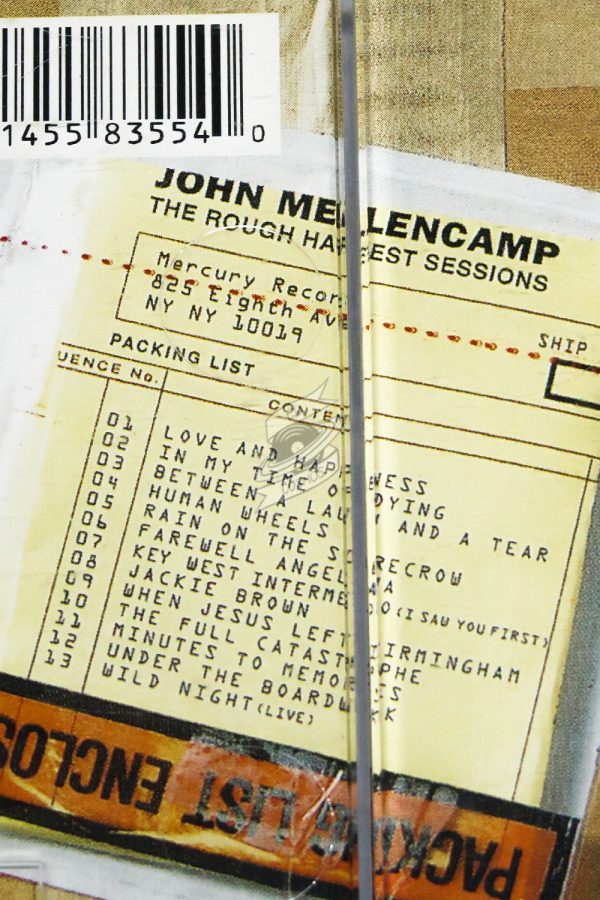 1455 83554 0
JOHN MELLENCAMP
THE ROUGH HARVEST SESSIONS
Mercury Recor
825 Eighth Ave
NY NY 10019
SHIP
PACKING LIST
UENCE No. CONTEN
01 LOVE AND HAPPINESS
02 IN MY TIME OF DYING
03 BETWEEN A LAUGH AND A TEAR
04 HUMAN WHEELS
05 RAIN ON THE SCARECROW
06 FAREWELL ANGELINA
07 KEY WEST INTERMEZZO (I SAW YOU FIRST)
08 JACKIE BROWN
09 WHEN JESUS LEFT BIRMINGHAM
10 THE FULL CATASTROPHE
11 MINUTES TO MEMORIES
12 UNDER THE BOARDWALK
13 WILD NIGHT (LIVE)
PACKING LIST ENCLOS